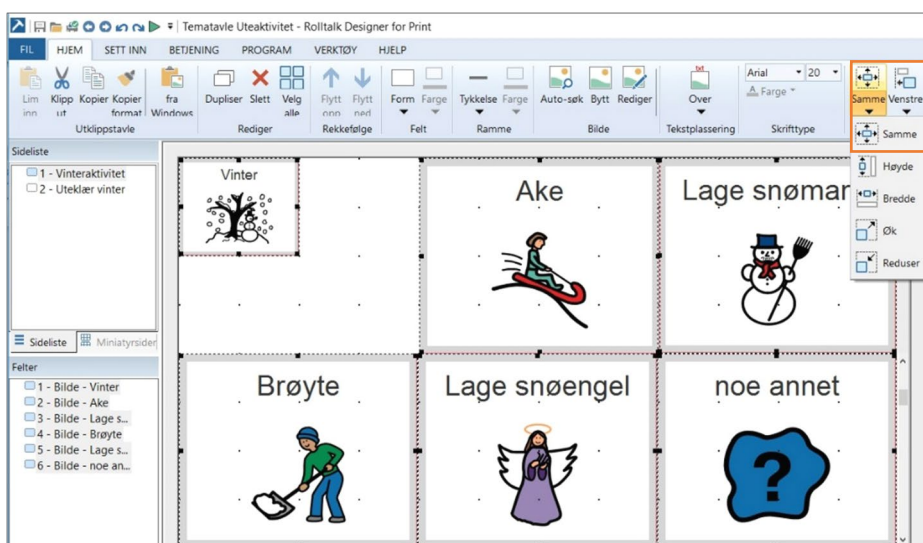 Tematavle Uteaktivitet - Rolltalk Designer for Print
FIL HJEM SETT INN BETJENING PROGRAM VERKTØY HJELP
Lim inn Klipp ut Kopier Kopier format fra Windows
Dupliser Slett Velg alle
Flytt opp Flytt ned
Form Farge
Tykkelse Farge
Auto-søk Bytt Rediger
txt
Over
Arial 20
Farge
Samme Venstre
Utklippstavle Rediger Rekkefølge Felt Ramme Bilde Tekstplassering Skrifttype
Samme
Høyde
Bredde
Øk
Reduser
Sideliste
1 - Vinteraktivitet
2 - Uteklær vinter
Sideliste Miniatyrsider
Felter
1 - Bilde - Vinter
2 - Bilde - Ake
3 - Bilde - Lage s...
4 - Bilde - Brøyte
5 - Bilde - Lage s...
6 - Bilde - noe an...
Vinter
Ake
Lage snømar
Brøyte
Lage snøengel
noe annet
?